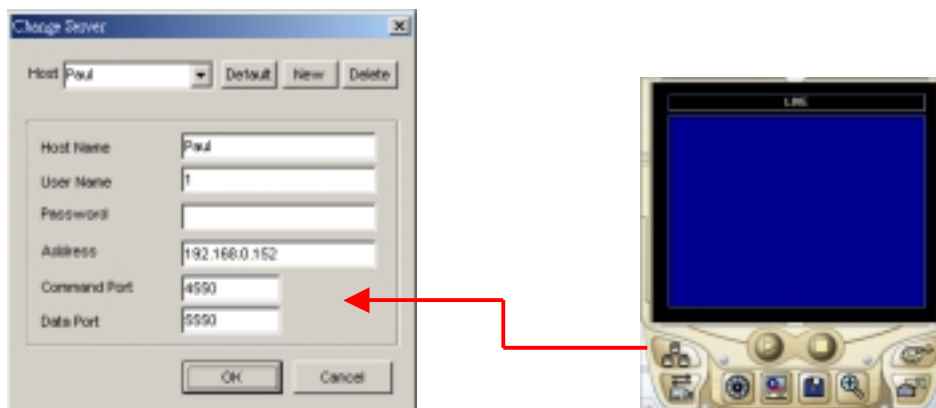 Change Server
Host Paul Default New Delete
Host Name Paul
User Name 1
Password
Address 192.168.0.152
Command Port 4550
Data Port 5550
OK Cancel
LIVE